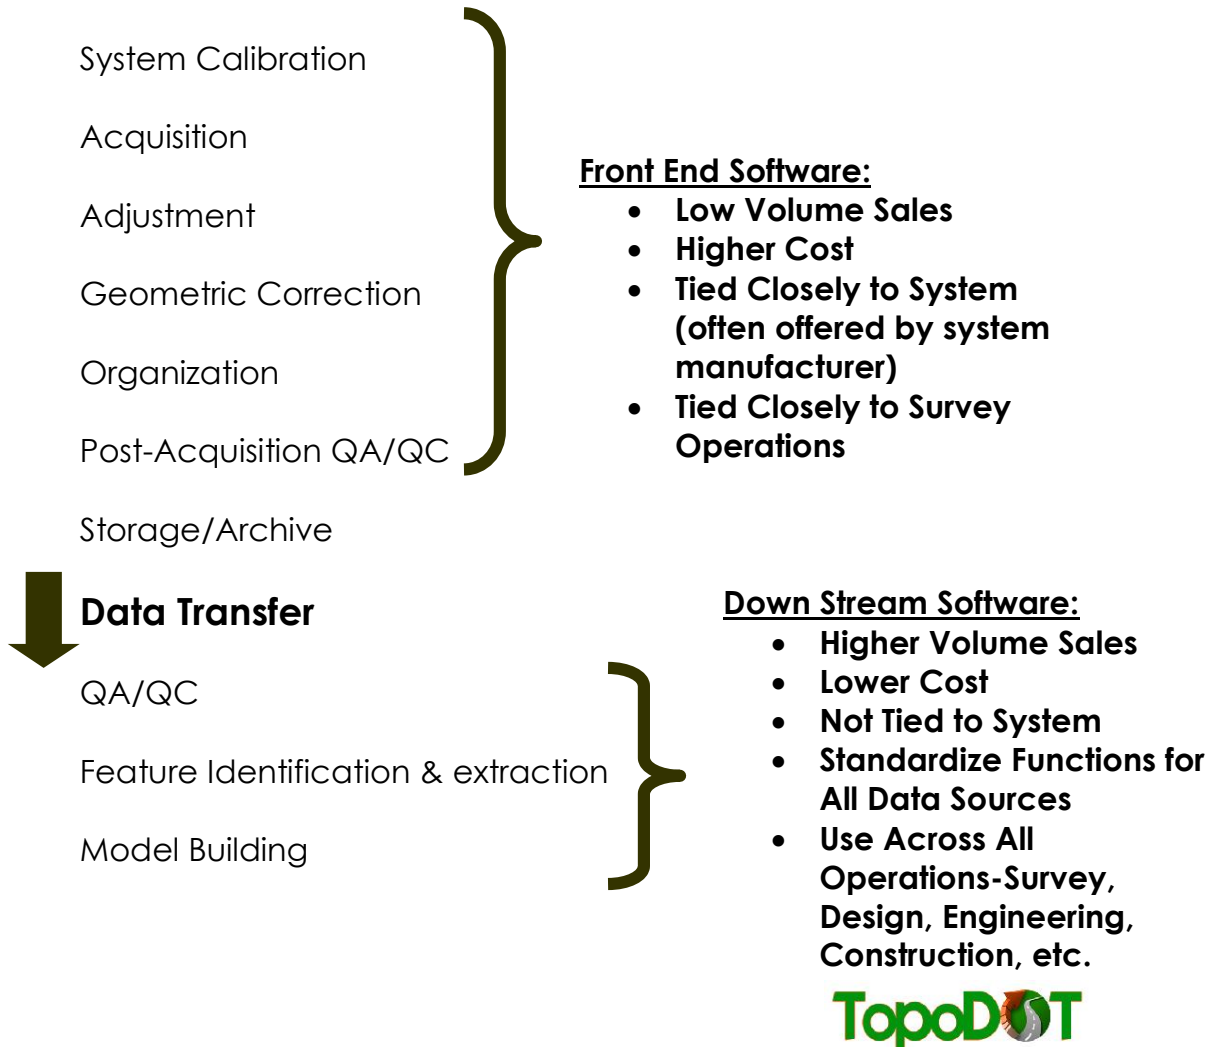 System Calibration
Acquisition
Adjustment
Geometric Correction
Organization
Post-Acquisition QA/QC
Storage/Archive
Front End Software:
• Low Volume Sales
• Higher Cost
• Tied Closely to System
(often offered by system
manufacturer)
• Tied Closely to Survey
Operations
Data Transfer
QA/QC
Feature Identification & extraction
Model Building
Down Stream Software:
• Higher Volume Sales
• Lower Cost
• Not Tied to System
• Standardize Functions for
All Data Sources
• Use Across All
Operations-Survey,
Design, Engineering,
Construction, etc.
TopoDOT